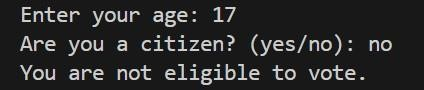 Enter your age: 17
Are you a citizen? (yes/no): no
You are not eligible to vote.